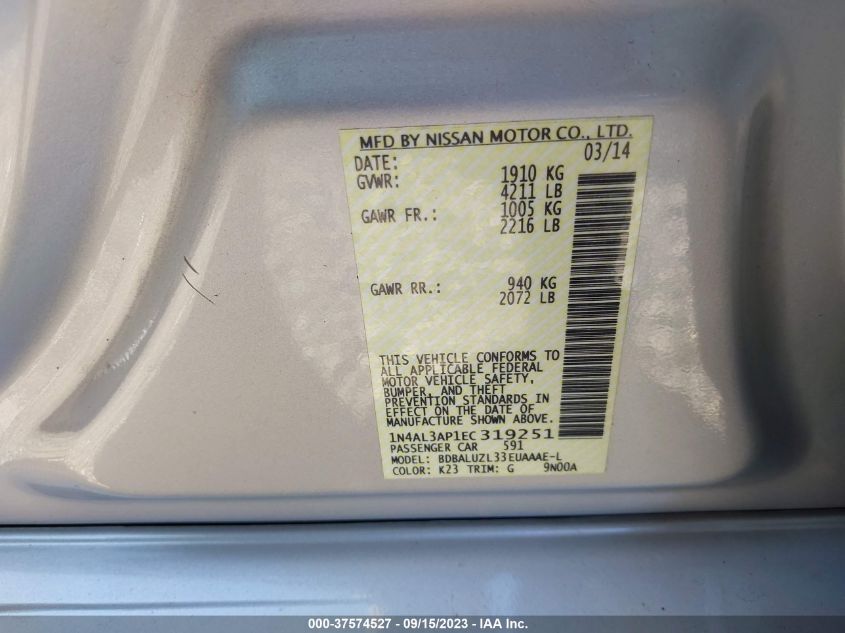 MFD BY NISSAN MOTOR CO., LTD.
DATE: 03/14
GVWR: 1910 KG
4211 LB
GAWR FR.: 1005 KG
2216 LB
GAWR RR.: 940 KG
2072 LB
THIS VEHICLE CONFORMS TO
ALL APPLICABLE FEDERAL
MOTOR VEHICLE SAFETY,
BUMPER, AND THEFT
PREVENTION STANDARDS IN
EFFECT ON THE DATE OF
MANUFACTURE SHOWN ABOVE.
1N4AL3AP1EC319251
PASSENGER CAR 591
MODEL: BDBALUZL33EUAAAE-L
COLOR: K23 TRIM: G 9N00A
000-37574527 - 09/15/2023 - IAA Inc.